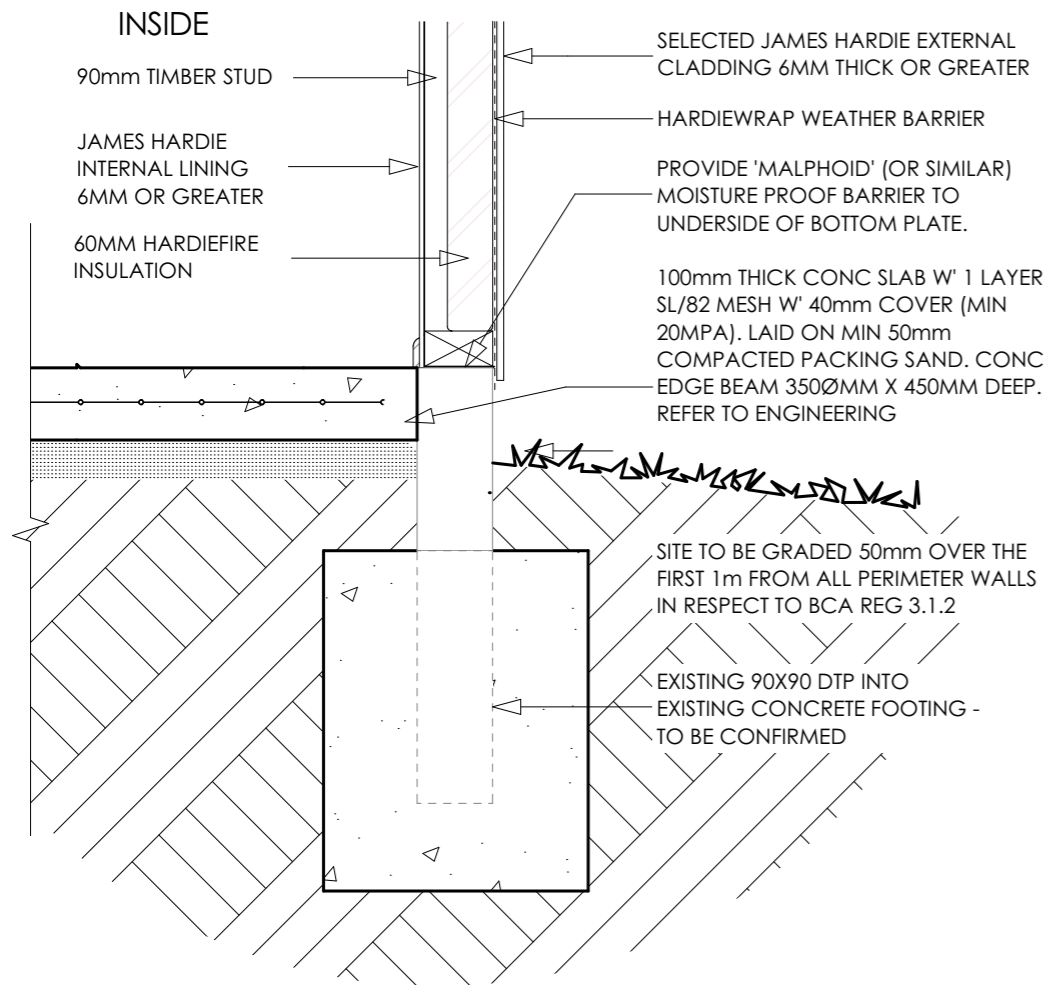 INSIDE
90mm TIMBER STUD
JAMES HARDIE
INTERNAL LINING
6MM OR GREATER
60MM HARDIEFIRE
INSULATION
SELECTED JAMES HARDIE EXTERNAL
CLADDING 6MM THICK OR GREATER
HARDIEWRAP WEATHER BARRIER
PROVIDE 'MALPHOID' (OR SIMILAR)
MOISTURE PROOF BARRIER TO
UNDERSIDE OF BOTTOM PLATE.
100mm THICK CONC SLAB W' 1 LAYER
SL/82 MESH W' 40mm COVER (MIN
20MPA). LAID ON MIN 50mm
COMPACTED PACKING SAND. CONC
EDGE BEAM 350ØMM X 450MM DEEP.
REFER TO ENGINEERING
SITE TO BE GRADED 50mm OVER THE
FIRST 1m FROM ALL PERIMETER WALLS
IN RESPECT TO BCA REG 3.1.2
EXISTING 90X90 DTP INTO
EXISTING CONCRETE FOOTING -
TO BE CONFIRMED